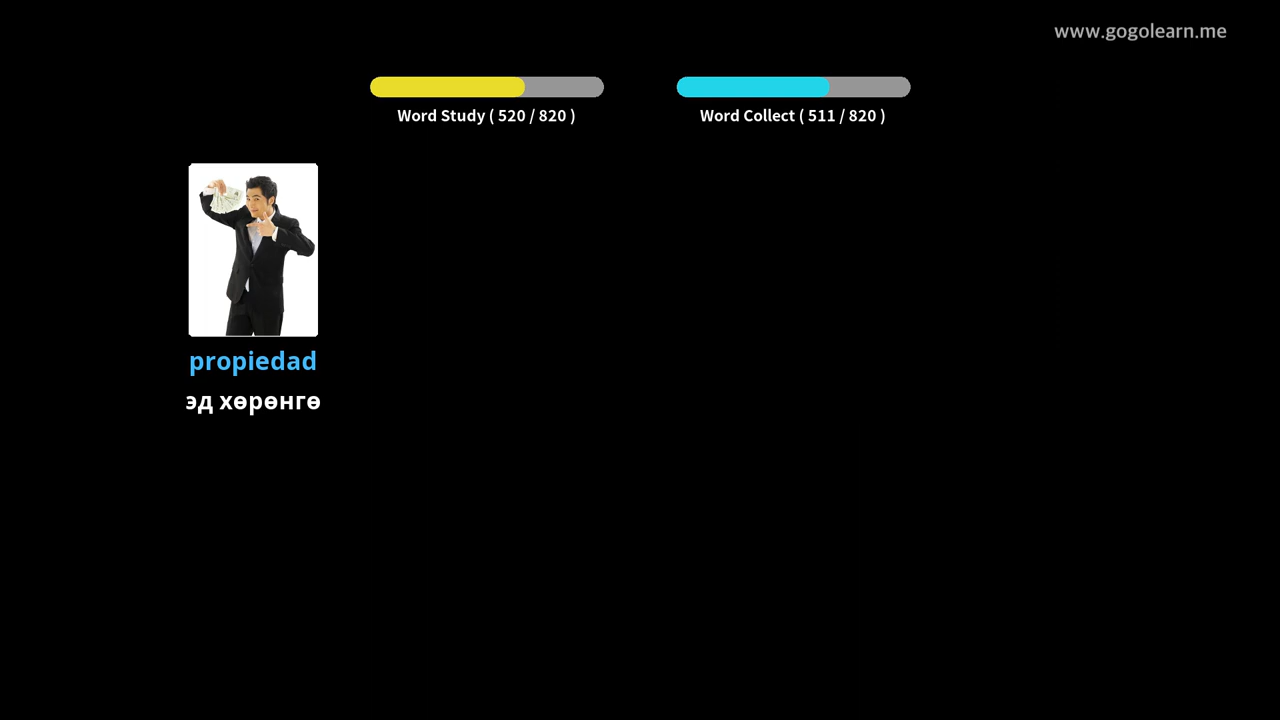 www.gogolearn.me
Word Study ( 520 / 820 )
Word Collect ( 511 / 820 )
propiedad
эд хөрөнгө